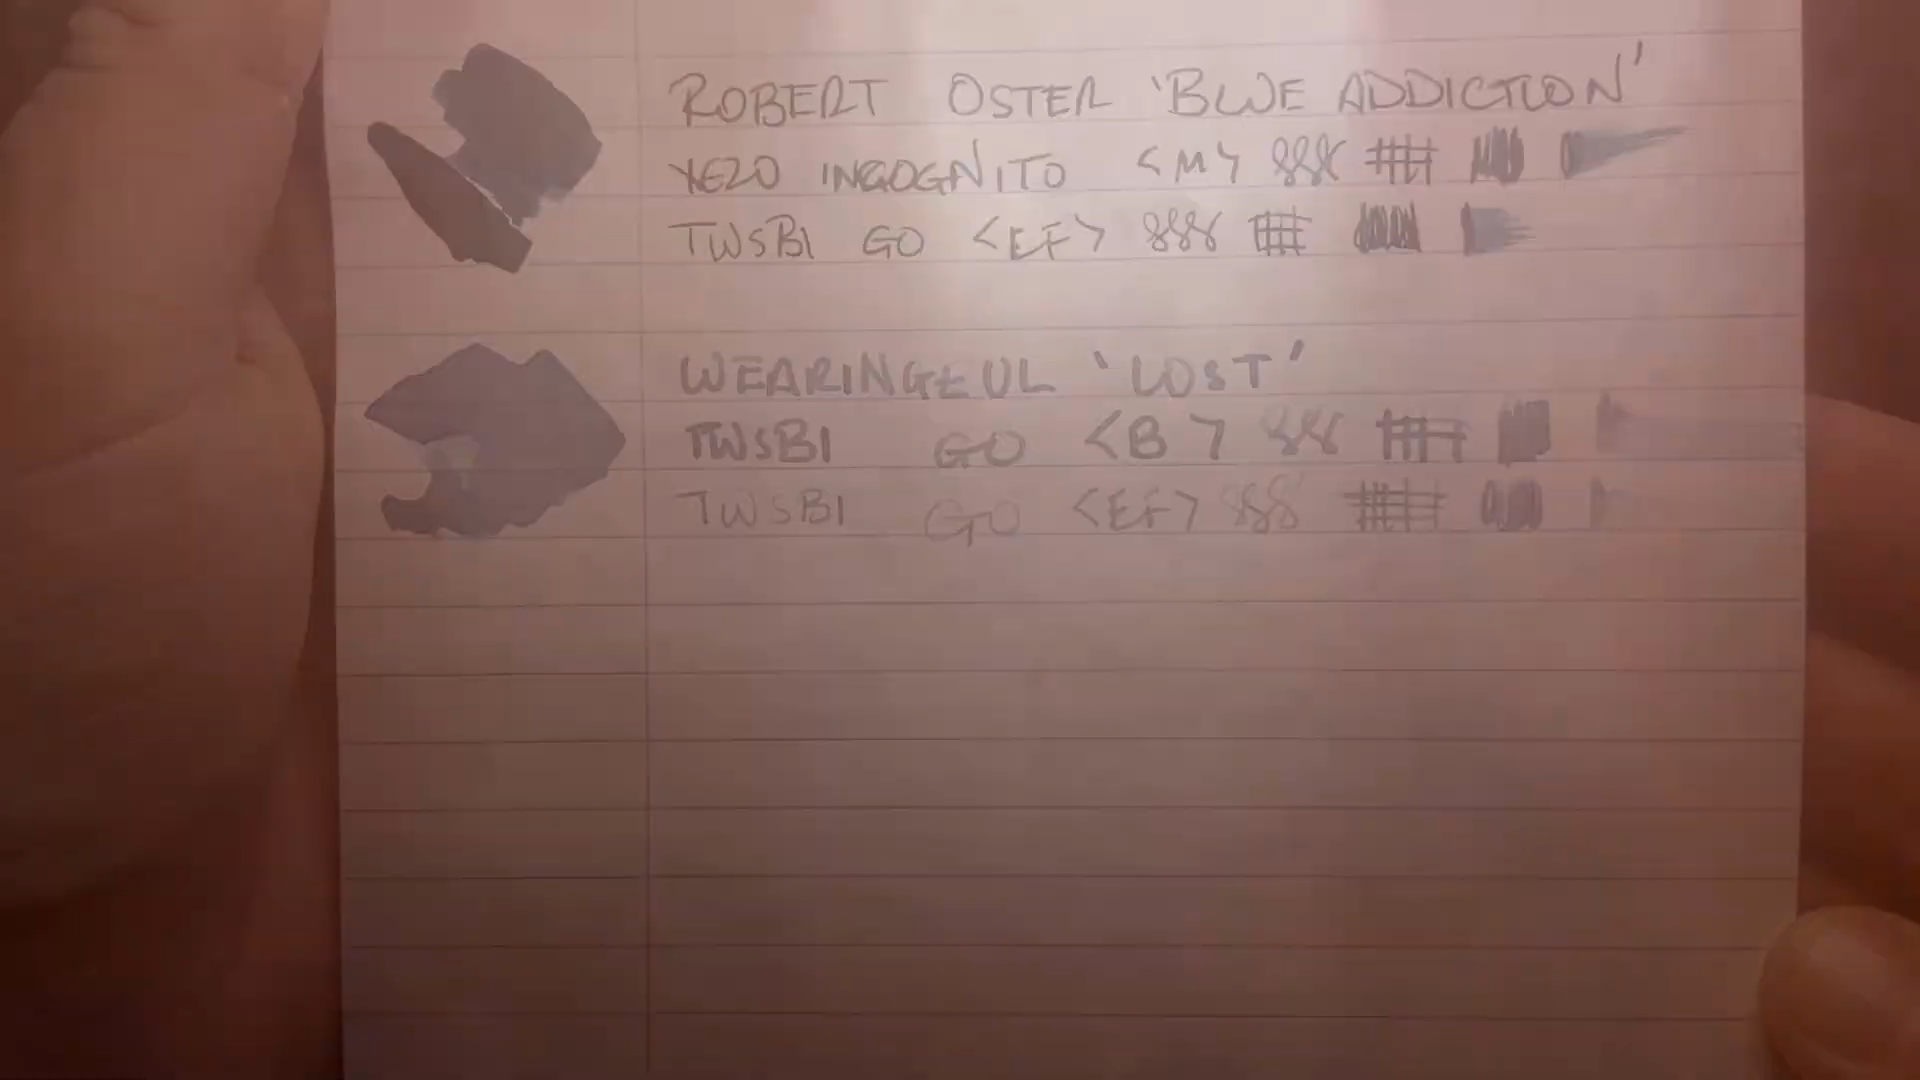 ROBERT OSTER 'BLUE ADDICTION'
YEZO INCOGNITO <M>
TWSBI GO <EF>
WEARINGEUL 'LOST'
TWSBI GO <B>
TWSBI GO <EF>